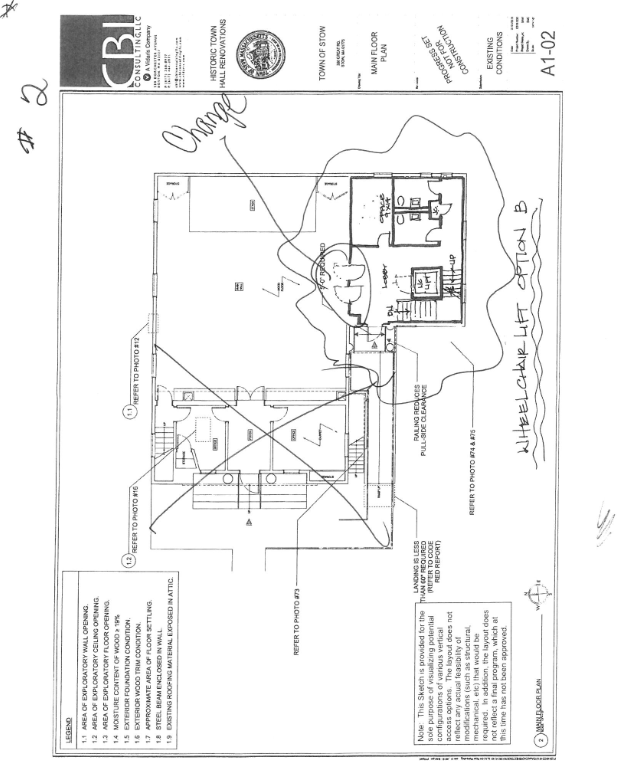 # 2
CBI
CONSULTING, LLC
A Vidaris Company
HISTORIC TOWN
HALL RENOVATIONS
TOWN OF STOW
MAIN FLOOR
PLAN
PROGRESS SET
NOT FOR
CONSTRUCTION
EXISTING
CONDITIONS
A1-02
Change
OFFICE
LOBBY
LIFT
UP
DN
1.1 REFER TO PHOTO #12
1.2 REFER TO PHOTO #16
REFER TO PHOTO #73
RAILING REDUCES
PULL-SIDE CLEARANCE
REFER TO PHOTO #74 & #75
LANDING IS LESS
THAN 60" REQUIRED
(REFER TO CODE
RED REPORT)
WHEELCHAIR LIFT OPTION B
LEGEND
1.1 AREA OF EXPLORATORY WALL OPENING.
1.2 AREA OF EXPLORATORY CEILING OPENING.
1.3 AREA OF EXPLORATORY FLOOR OPENING.
1.4 MOISTURE CONTENT OF WOOD > 19%
1.5 EXTERIOR FOUNDATION CONDITION.
1.6 EXTERIOR WOOD TRIM CONDITION.
1.7 APPROXIMATE AREA OF FLOOR SETTLING.
1.8 STEEL BEAM ENCLOSED IN WALL.
1.9 EXISTING ROOFING MATERIAL EXPOSED IN ATTIC.
Note: This Sketch is provided for the
sole purpose of visualizing potential
configurations of various vertical
access options. The layout does not
reflect any actual feasibility of
modifications (such as structural,
mechanical, etc) that would be
required. In addition, the layout does
not reflect a final program, which at
this time has not been approved.
2 MAIN FLOOR PLAN